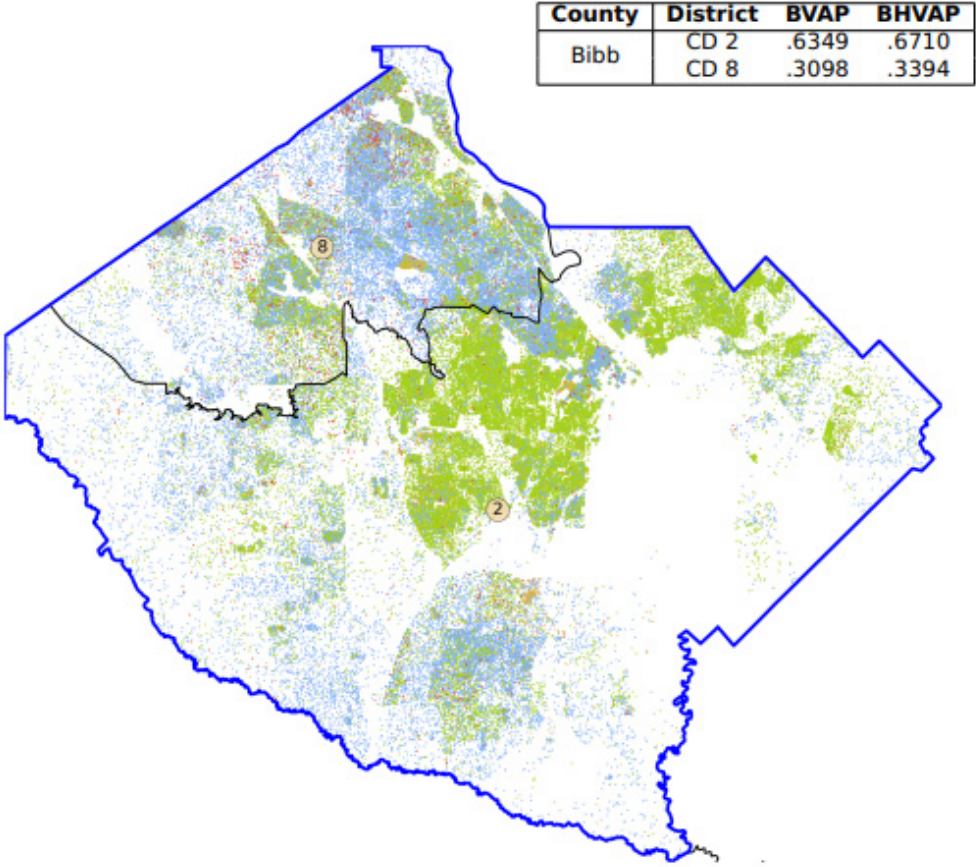 County District BVAP BHVAP
Bibb CD 2 .6349 .6710
CD 8 .3098 .3394
8
2